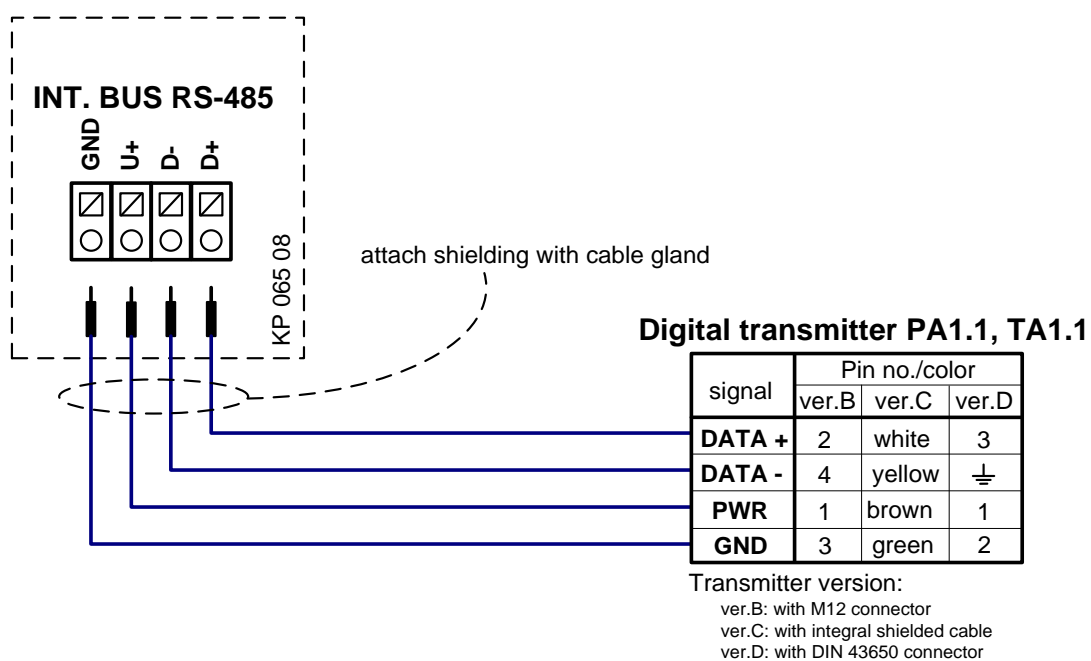 INT. BUS RS-485
GND
U+
D-
D+
KP 065 08
attach shielding with cable gland
Digital transmitter PA1.1, TA1.1
signal
Pin no./color
ver.B ver.C ver.D
DATA + 2 white 3
DATA - 4 yellow ⏚
PWR 1 brown 1
GND 3 green 2
Transmitter version:
ver.B: with M12 connector
ver.C: with integral shielded cable
ver.D: with DIN 43650 connector